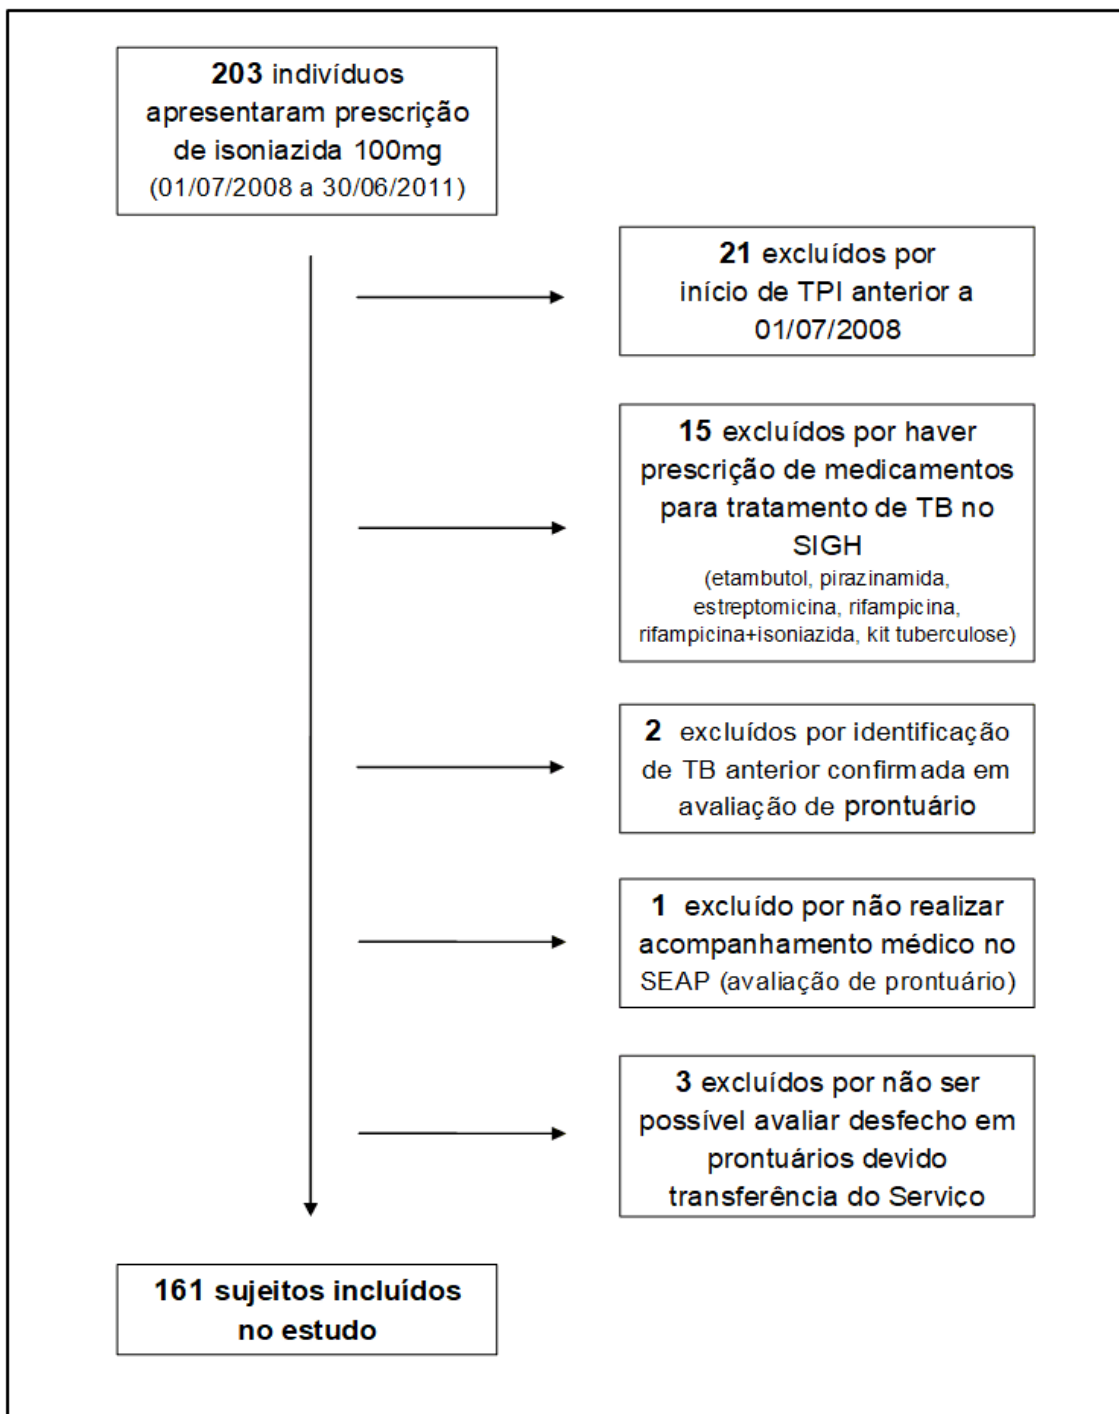 203 indivíduos
apresentaram prescrição
de isoniazida 100mg
(01/07/2008 a 30/06/2011)
21 excluídos por
início de TPI anterior a
01/07/2008
15 excluídos por haver
prescrição de medicamentos
para tratamento de TB no
SIGH
(etambutol, pirazinamida,
estreptomicina, rifampicina,
rifampicina+isoniazida, kit tuberculose)
2 excluídos por identificação
de TB anterior confirmada em
avaliação de prontuário
1 excluído por não realizar
acompanhamento médico no
SEAP (avaliação de prontuário)
3 excluídos por não ser
possível avaliar desfecho em
prontuários devido
transferência do Serviço
161 sujeitos incluídos
no estudo